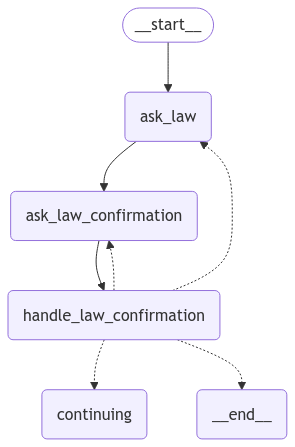 __start__
ask_law
ask_law_confirmation
handle_law_confirmation
continuing
__end__